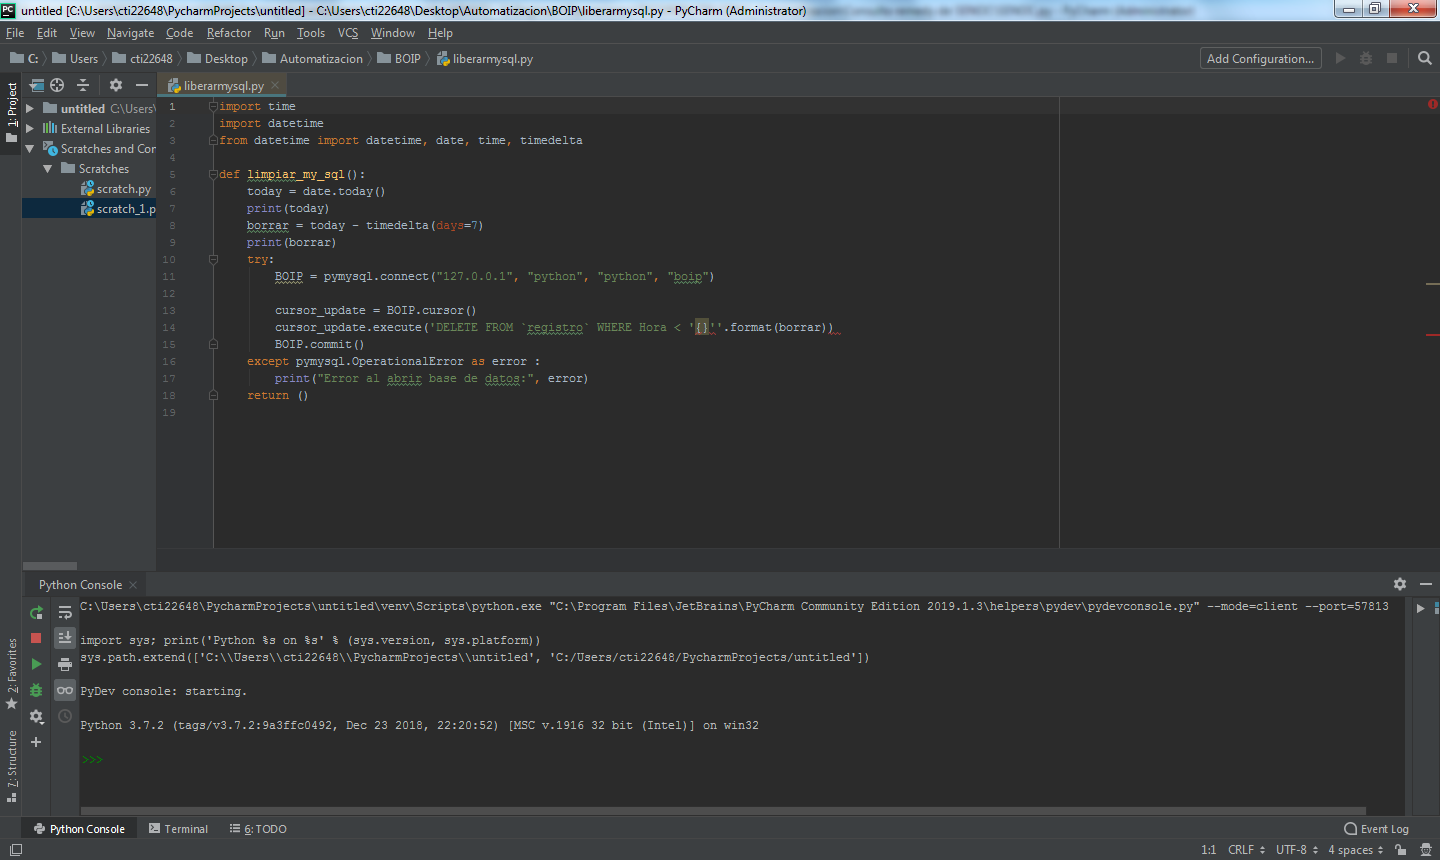 untitled [C:\Users\cti22648\PycharmProjects\untitled] - C:\Users\cti22648\Desktop\Automatizacion\BOIP\liberarmysql.py - PyCharm (Administrator)
File Edit View Navigate Code Refactor Run Tools VCS Window Help
C: Users cti22648 Desktop Automatizacion BOIP liberarmysql.py Add Configuration...
1: Project
liberarmysql.py
untitled C:\Users\
External Libraries
Scratches and Con
Scratches
scratch.py
scratch_1.p
1 import time
2 import datetime
3 from datetime import datetime, date, time, timedelta
4
5 def limpiar_my_sql():
6 today = date.today()
7 print(today)
8 borrar = today - timedelta(days=7)
9 print(borrar)
10 try:
11 BOIP = pymysql.connect("127.0.0.1", "python", "python", "boip")
12
13 cursor_update = BOIP.cursor()
14 cursor_update.execute('DELETE FROM `registro` WHERE Hora < '{}''.format(borrar))
15 BOIP.commit()
16 except pymysql.OperationalError as error :
17 print("Error al abrir base de datos:", error)
18 return ()
19
Python Console
C:\Users\cti22648\PycharmProjects\untitled\venv\Scripts\python.exe "C:\Program Files\JetBrains\PyCharm Community Edition 2019.1.3\helpers\pydev\pydevconsole.py" --mode=client --port=57813
import sys; print('Python %s on %s' % (sys.version, sys.platform))
sys.path.extend(['C:\\Users\\cti22648\\PycharmProjects\\untitled', 'C:/Users/cti22648/PycharmProjects/untitled'])
PyDev console: starting.
Python 3.7.2 (tags/v3.7.2:9a3ffc0492, Dec 23 2018, 22:20:52) [MSC v.1916 32 bit (Intel)] on win32
>>>
2: Favorites
7: Structure
Python Console Terminal 6: TODO Event Log
1:1 CRLF UTF-8 4 spaces